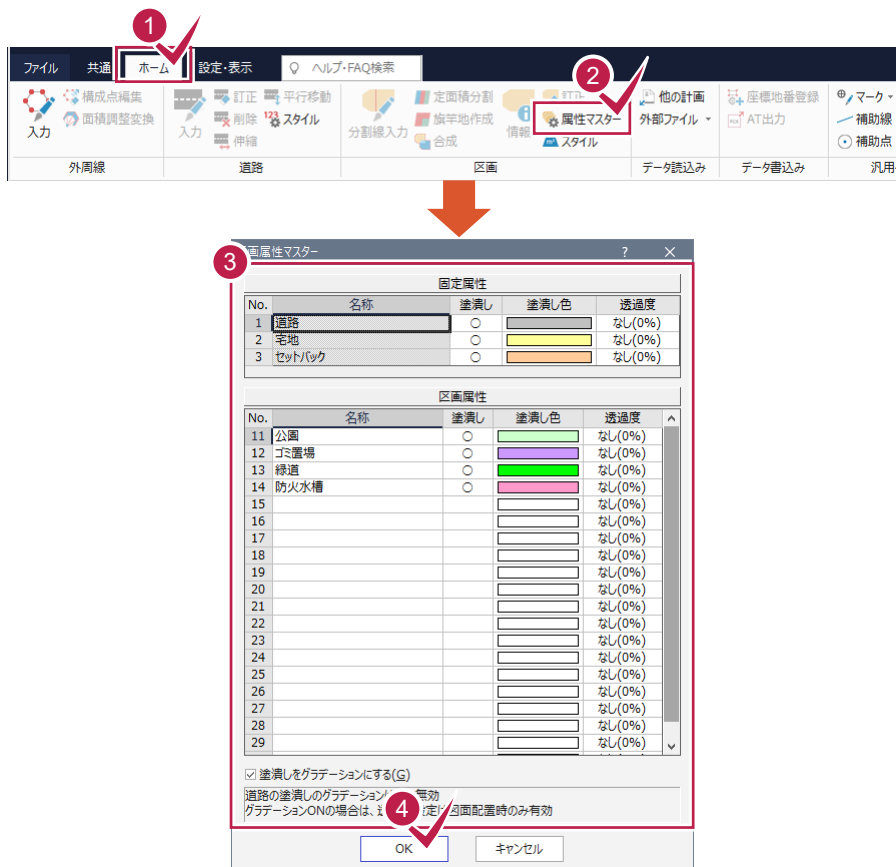 1
ファイル 共通 ホーム 設定・表示 ヘルプ・FAQ検索
2
入力 構成点編集 面積調整変換
外周線
入力 訂正 平行移動
削除 123 スタイル
伸縮
道路
分割線入力 定面積分割
旗竿地作成
合成
情報 訂正
属性マスター
スタイル
区画
他の計画
外部ファイル
データ読込み
座標地番登録
AT出力
データ書込み
マーク
補助線
補助点
汎用
3
画属性マスター ? ×
固定属性
No. 名称 塗潰し 塗潰し色 透過度
1 道路 ○ なし(0%)
2 宅地 ○ なし(0%)
3 セットバック ○ なし(0%)
区画属性
No. 名称 塗潰し 塗潰し色 透過度
11 公園 ○ なし(0%)
12 ゴミ置場 ○ なし(0%)
13 緑道 ○ なし(0%)
14 防火水槽 ○ なし(0%)
15 なし(0%)
16 なし(0%)
17 なし(0%)
18 なし(0%)
19 なし(0%)
20 なし(0%)
21 なし(0%)
22 なし(0%)
23 なし(0%)
24 なし(0%)
25 なし(0%)
26 なし(0%)
27 なし(0%)
28 なし(0%)
29 なし(0%)
塗潰しをグラデーションにする(G)
道路の塗潰しのグラデーション 無効
グラデーションONの場合は、 定は図面配置時のみ有効
4
OK キャンセル